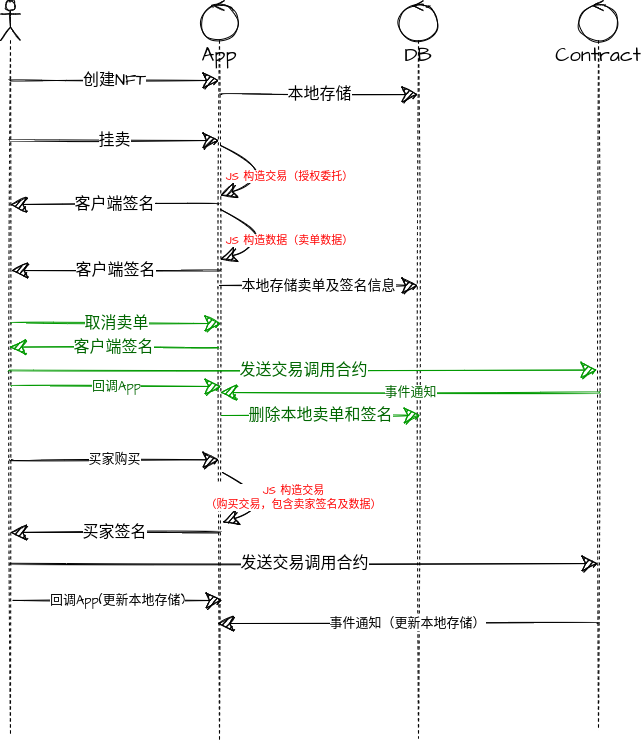 App
DB
Contract
创建NFT
本地存储
挂卖
JS 构造交易（授权委托）
客户端签名
JS 构造数据（卖单数据）
客户端签名
本地存储卖单及签名信息
取消卖单
客户端签名
发送交易调用合约
回调App
事件通知
删除本地卖单和签名
买家购买
JS 构造交易
（购买交易，包含卖家签名及数据）
买家签名
发送交易调用合约
回调App(更新本地存储)
事件通知（更新本地存储）